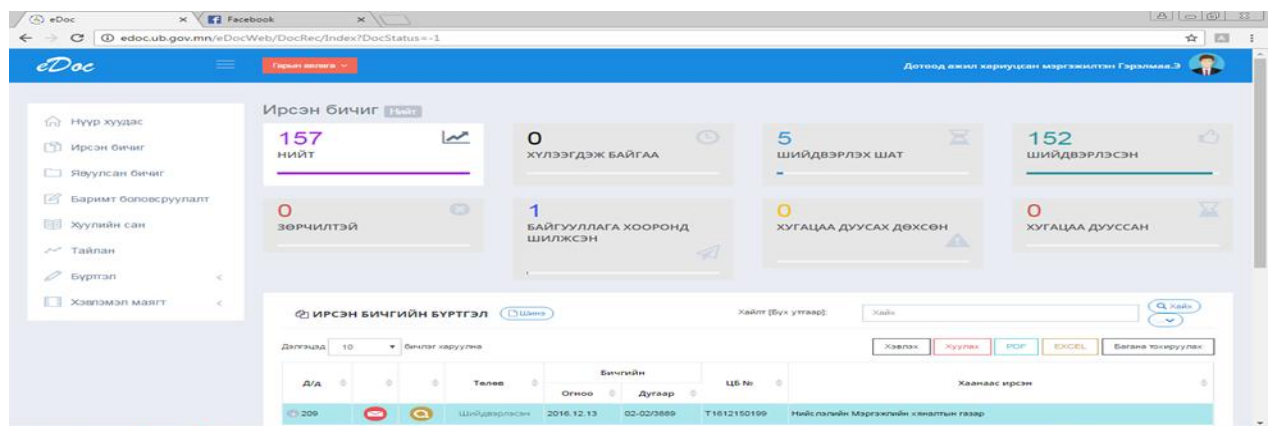 eDoc
Facebook
edoc.ub.gov.mn/eDocWeb/DocRec/Index?DocStatus=-1
eDoc
Гарын авлага
Дотоод ажил хариуцсан мэргэжилтэн Гэрэлмаа.Э
Нүүр хуудас
Ирсэн бичиг
Явуулсан бичиг
Баримт боловсруулалт
Хуулийн сан
Тайлан
Бүртгэл
Хэвлэмэл маягт
Ирсэн бичиг Нийт
157
НИЙТ
0
ХҮЛЭЭГДЭЖ БАЙГАА
5
ШИЙДВЭРЛЭХ ШАТ
152
ШИЙДВЭРЛЭСЭН
0
ЗӨРЧИЛТЭЙ
1
БАЙГУУЛЛАГА ХООРОНД
ШИЛЖСЭН
0
ХУГАЦАА ДУУСАХ ДӨХСӨН
0
ХУГАЦАА ДУУССАН
ИРСЭН БИЧГИЙН БҮРТГЭЛ Шинэ
Хайлт [Бүх утгаар]: Хайх Хайх
Дэлгэцэд 10 бичлэг харуулна
Хэвлэх Хуулах PDF EXCEL Багана тохируулах
Д/д Төлөв Бичгийн Огноо Дугаар ЦБ № Хаанаас ирсэн
209 Шийдвэрлэсэн 2016.12.13 02-02/3889 Т1612150199 Нийслэлийн Мэргэжлийн хяналтын газар